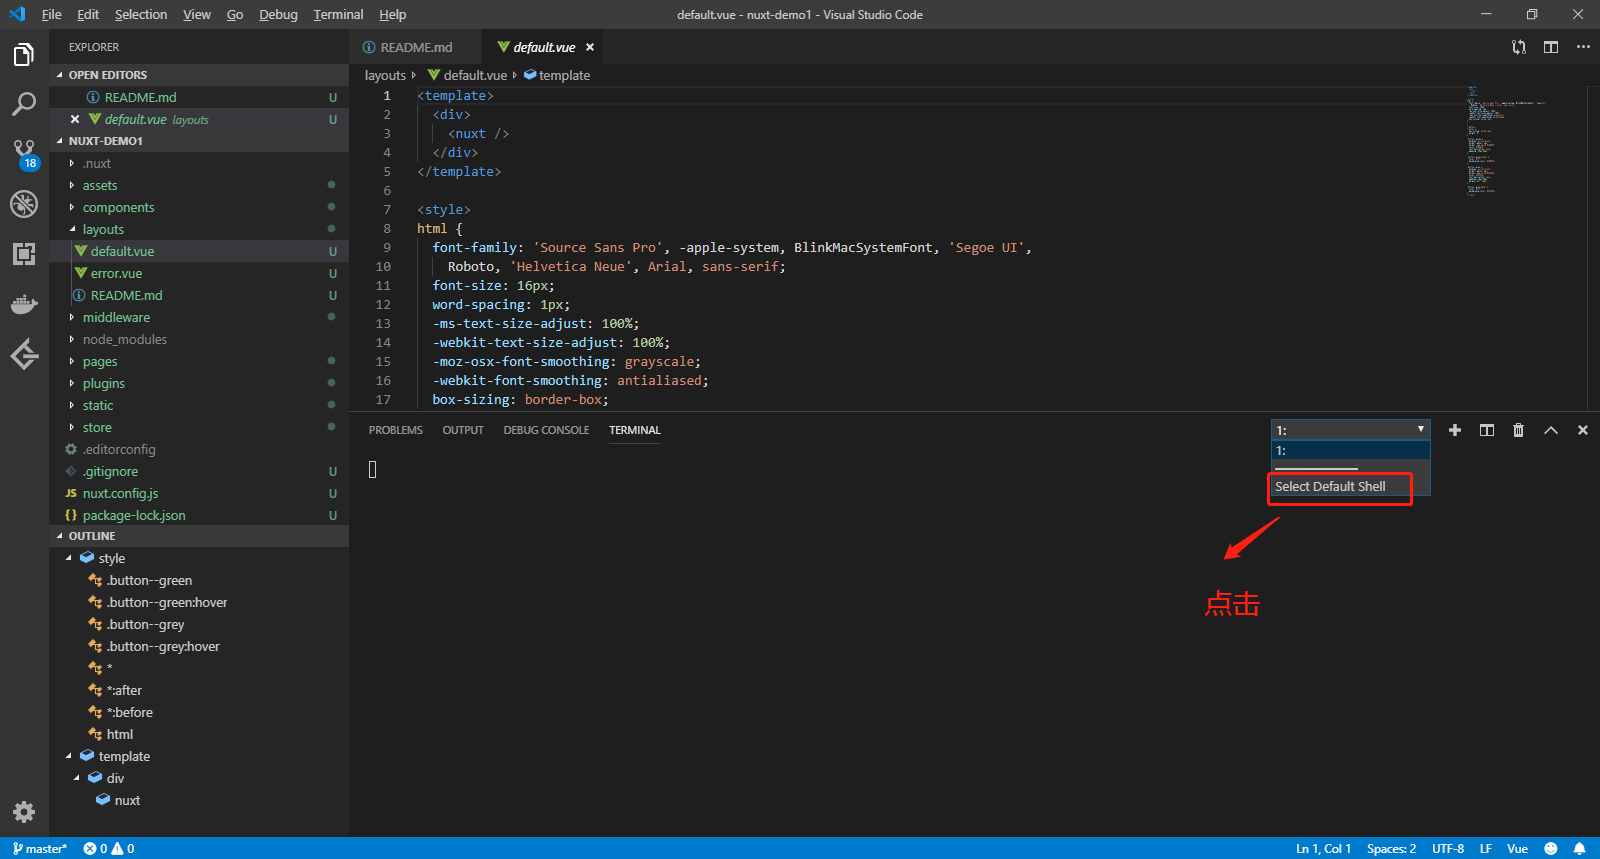 File Edit Selection View Go Debug Terminal Help
default.vue - nuxt-demo1 - Visual Studio Code
EXPLORER
OPEN EDITORS
README.md U
default.vue layouts U
NUXT-DEMO1
.nuxt
assets
components
layouts
default.vue U
error.vue U
README.md U
middleware
node_modules
pages
plugins
static
store
.editorconfig
.gitignore U
JS nuxt.config.js U
{} package-lock.json U
OUTLINE
style
.button--green
.button--green:hover
.button--grey
.button--grey:hover
*
*:after
*:before
html
template
div
nuxt
18
README.md
default.vue
layouts default.vue template
1 <template>
2 <div>
3 <nuxt />
4 </div>
5 </template>
6
7 <style>
8 html {
9 font-family: 'Source Sans Pro', -apple-system, BlinkMacSystemFont, 'Segoe UI',
10 Roboto, 'Helvetica Neue', Arial, sans-serif;
11 font-size: 16px;
12 word-spacing: 1px;
13 -ms-text-size-adjust: 100%;
14 -webkit-text-size-adjust: 100%;
15 -moz-osx-font-smoothing: grayscale;
16 -webkit-font-smoothing: antialiased;
17 box-sizing: border-box;
PROBLEMS OUTPUT DEBUG CONSOLE TERMINAL
1:
1:
Select Default Shell
点击
master* 0 0
Ln 1, Col 1 Spaces: 2 UTF-8 LF Vue